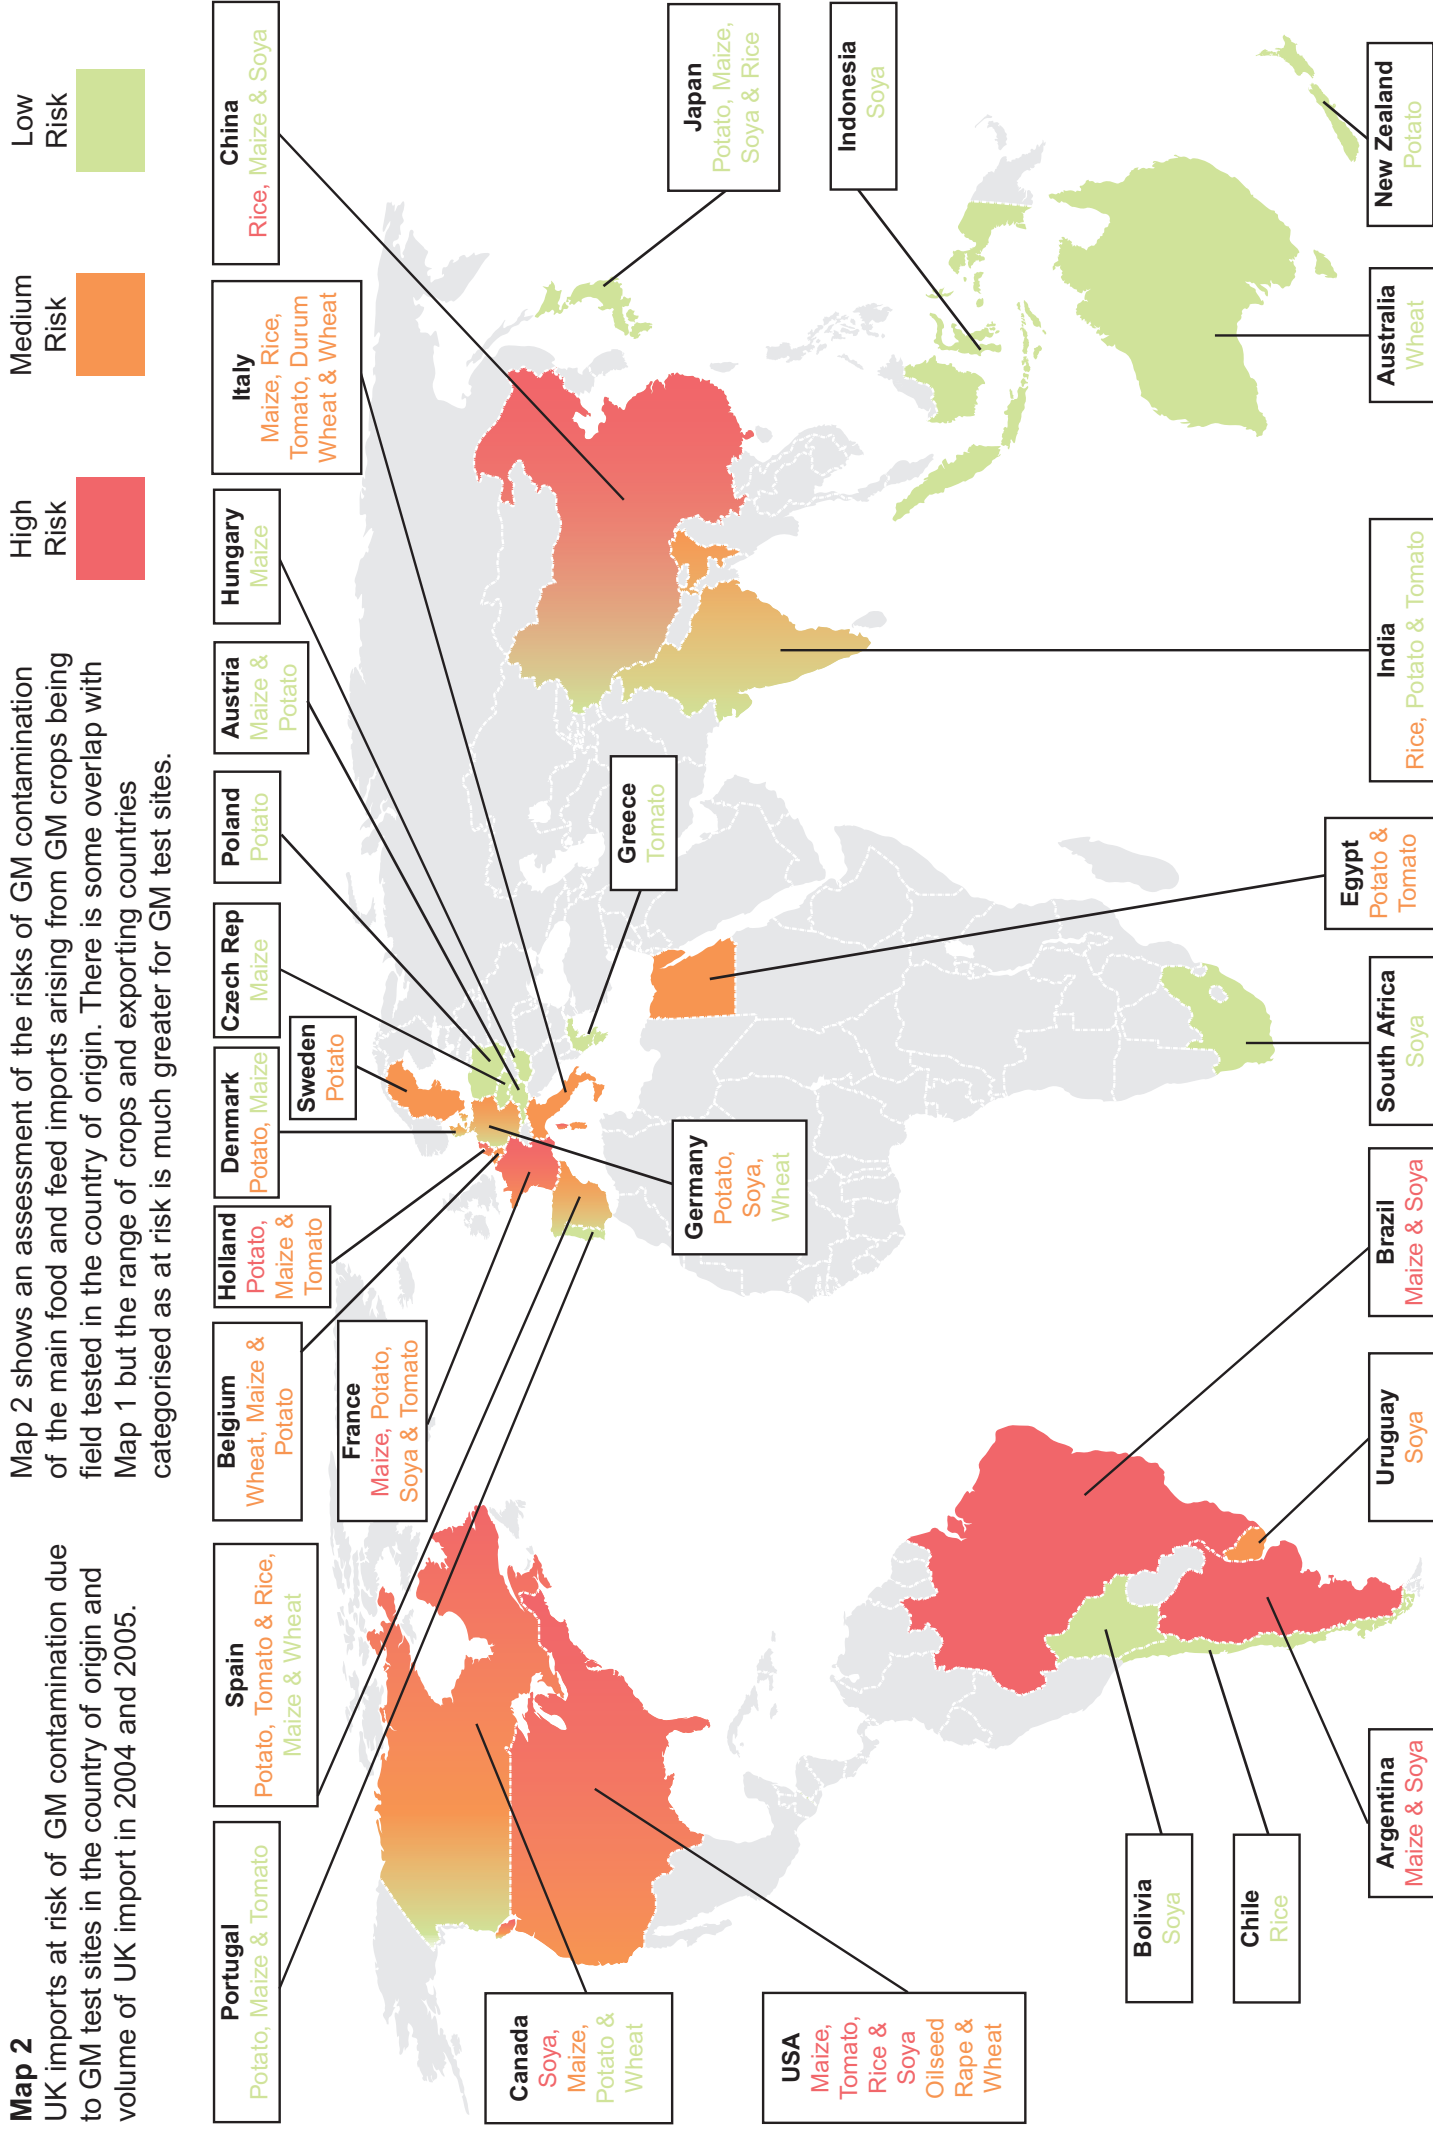 Map 2
UK imports at risk of GM contamination due
to GM test sites in the country of origin and
volume of UK import in 2004 and 2005.
Map 2 shows an assessment of the risks of GM contamination
of the main food and feed imports arising from GM crops being
field tested in the country of origin. There is some overlap with
Map 1 but the range of crops and exporting countries
categorised as at risk is much greater for GM test sites.
High
Risk
Medium
Risk
Low
Risk
Portugal
Potato, Maize & Tomato
Spain
Potato, Tomato & Rice,
Maize & Wheat
Belgium
Wheat, Maize &
Potato
Holland
Potato,
Maize &
Tomato
Denmark
Potato, Maize
Czech Rep
Maize
Poland
Potato
Austria
Maize &
Potato
Hungary
Maize
Italy
Maize, Rice,
Tomato, Durum
Wheat & Wheat
China
Rice, Maize & Soya
Sweden
Potato
France
Maize, Potato,
Soya & Tomato
Canada
Soya,
Maize,
Potato &
Wheat
Greece
Tomato
Japan
Potato, Maize,
Soya & Rice
Germany
Potato,
Soya,
Wheat
USA
Maize,
Tomato,
Rice &
Soya
Oilseed
Rape &
Wheat
Indonesia
Soya
Bolivia
Soya
Chile
Rice
Egypt
Potato &
Tomato
Argentina
Maize & Soya
Uruguay
Soya
Brazil
Maize & Soya
South Africa
Soya
India
Rice, Potato & Tomato
Australia
Wheat
New Zealand
Potato